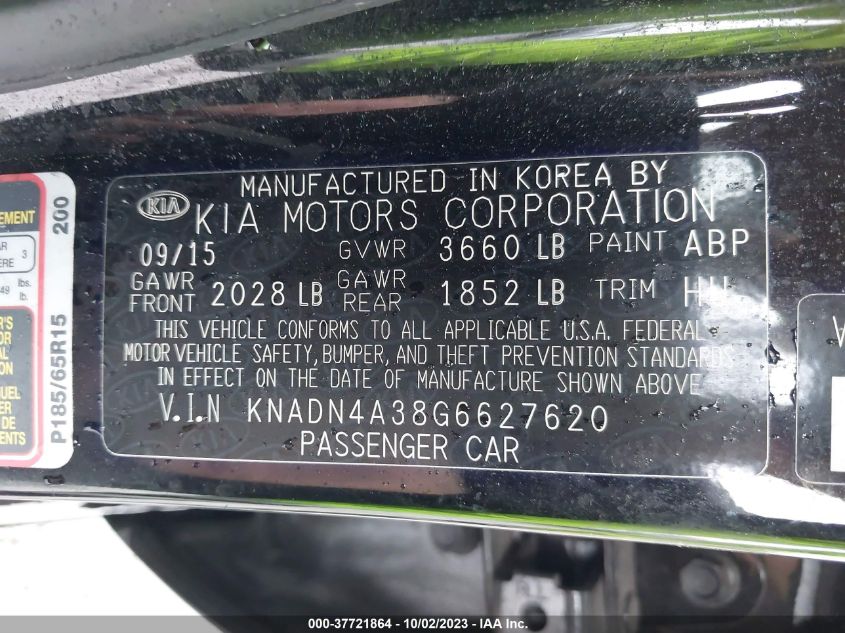 MANUFACTURED IN KOREA BY
KIA KIA MOTORS CORPORATION
09/15 GVWR 3660 LB PAINT ABP
GAWR FRONT 2028 LB GAWR REAR 1852 LB TRIM
THIS VEHICLE CONFORMS TO ALL APPLICABLE U.S.A. FEDERAL
MOTOR VEHICLE SAFETY, BUMPER, AND THEFT PREVENTION STANDARDS
IN EFFECT ON THE DATE OF MANUFACTURE SHOWN ABOVE
V.I.N KNADN4A38G6627620
PASSENGER CAR
P185/65R15 200
000-37721864 - 10/02/2023 - IAA Inc.